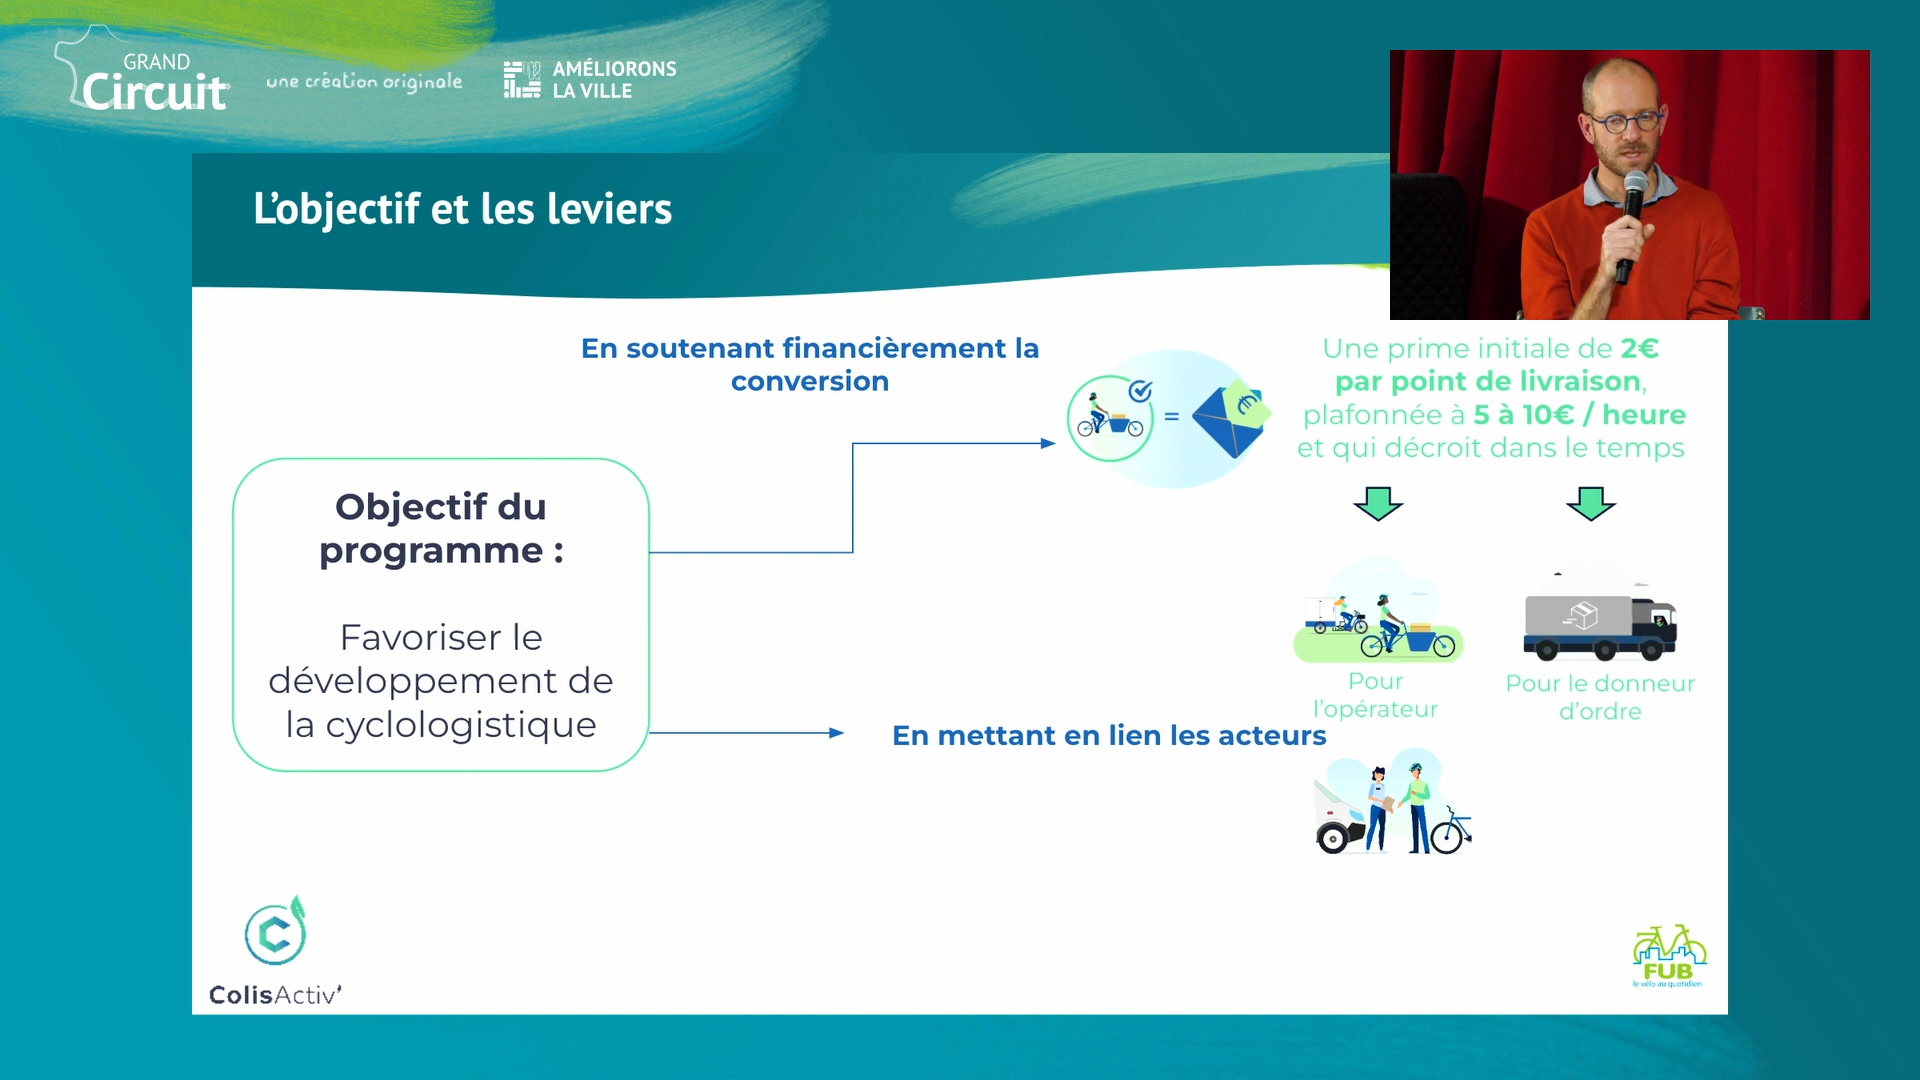 GRAND
Circuit
une création originale
AMÉLIORONS
LA VILLE
L’objectif et les leviers
En soutenant financièrement la
conversion
=
€
Une prime initiale de 2€
par point de livraison,
plafonnée à 5 à 10€ / heure
et qui décroit dans le temps
Objectif du
programme :
Favoriser le
développement de
la cyclologistique
Pour
l’opérateur
Pour le donneur
d’ordre
En mettant en lien les acteurs
C
ColisActiv’
FUB
le vélo au quotidien